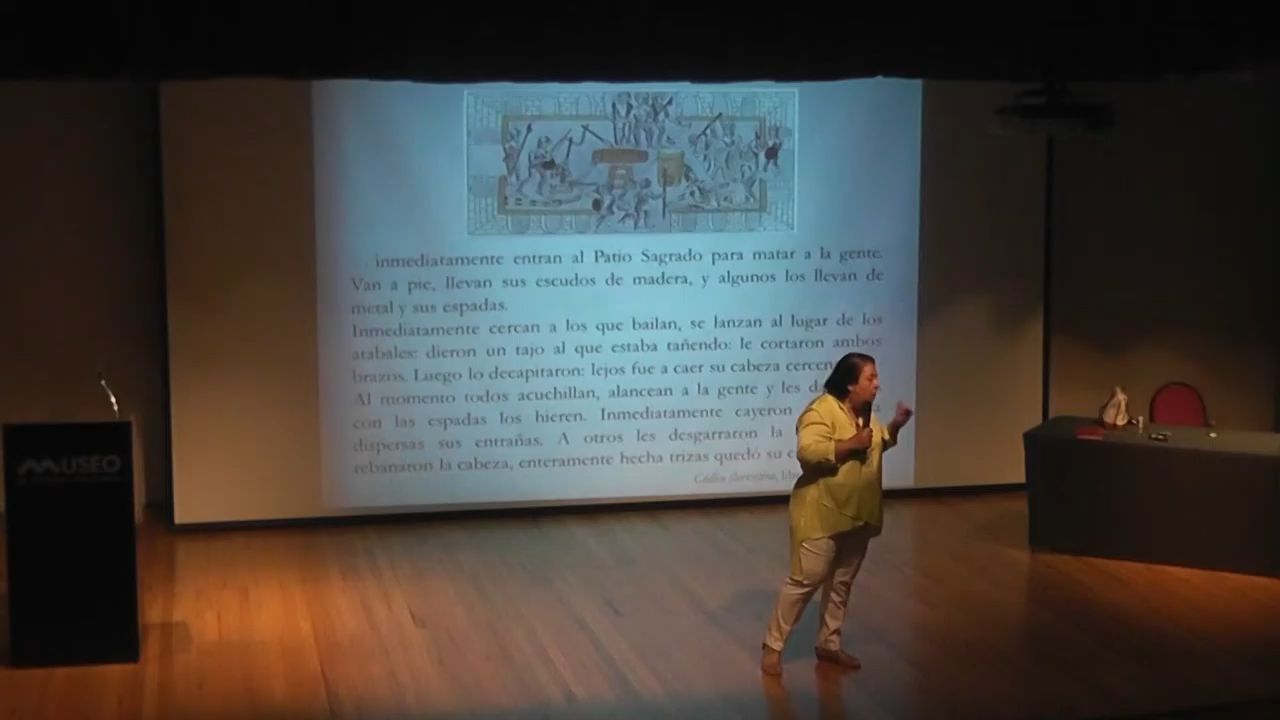 inmediatamente entran al Patio Sagrado para matar a la gente.
Van a pie, llevan sus escudos de madera, y algunos los llevan de
metal y sus espadas.
Inmediatamente cercan a los que bailan, se lanzan al lugar de los
atabales: dieron un tajo al que estaba tañendo: le cortaron ambos
brazos. Luego lo decapitaron: lejos fue a caer su cabeza cercen
Al momento todos acuchillan, alancean a la gente y les d
con las espadas los hieren. Inmediatamente cayeron
dispersas sus entrañas. A otros les desgarraron la
rebanaron la cabeza, enteramente hecha trizas quedó su c
Códice florentino, lib
MUSEO